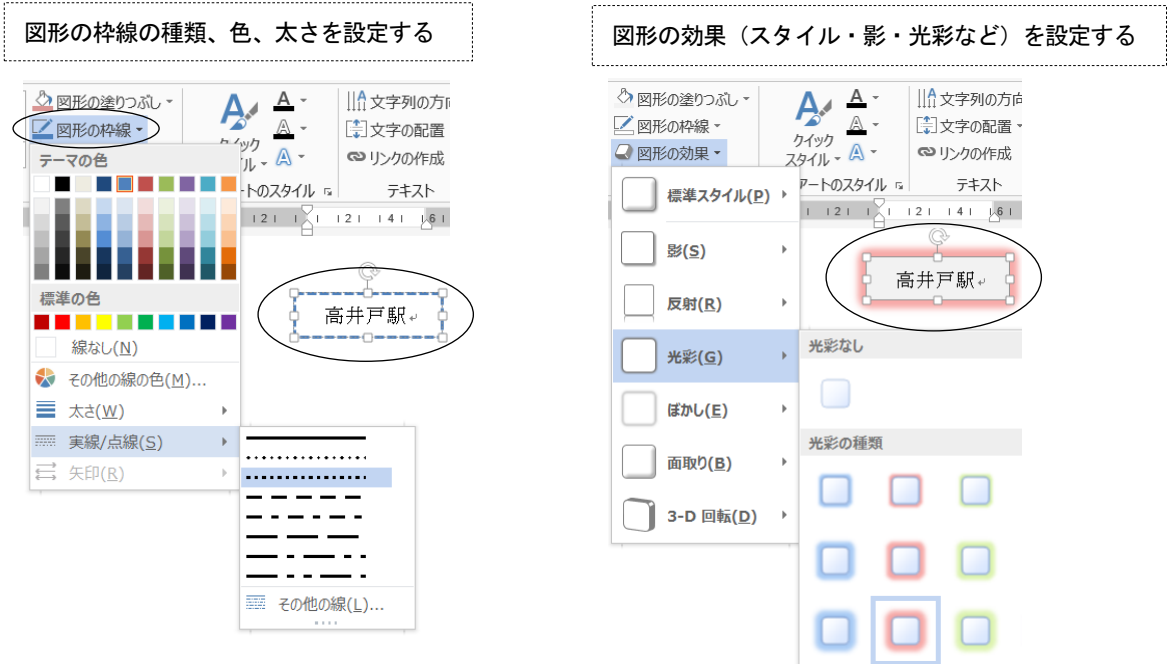 図形の枠線の種類、色、太さを設定する
図形の塗りつぶし
図形の枠線
クイック
A
A
A
文字列の方向
文字の配置
リンクの作成
ートのスタイル
テキスト
テーマの色
標準の色
線なし(N)
その他の線の色(M)...
太さ(W)
実線/点線(S)
矢印(R)
その他の線(L)...
2 2 4 6
高井戸駅
図形の効果（スタイル・影・光彩など）を設定する
図形の塗りつぶし
図形の枠線
図形の効果
クイック
スタイル
A
A
A
文字列の方向
文字の配置
リンクの作成
アートのスタイル
テキスト
2 2 4 6
標準スタイル(P)
影(S)
反射(R)
光彩(G)
ぼかし(E)
面取り(B)
3-D 回転(D)
高井戸駅
光彩なし
光彩の種類